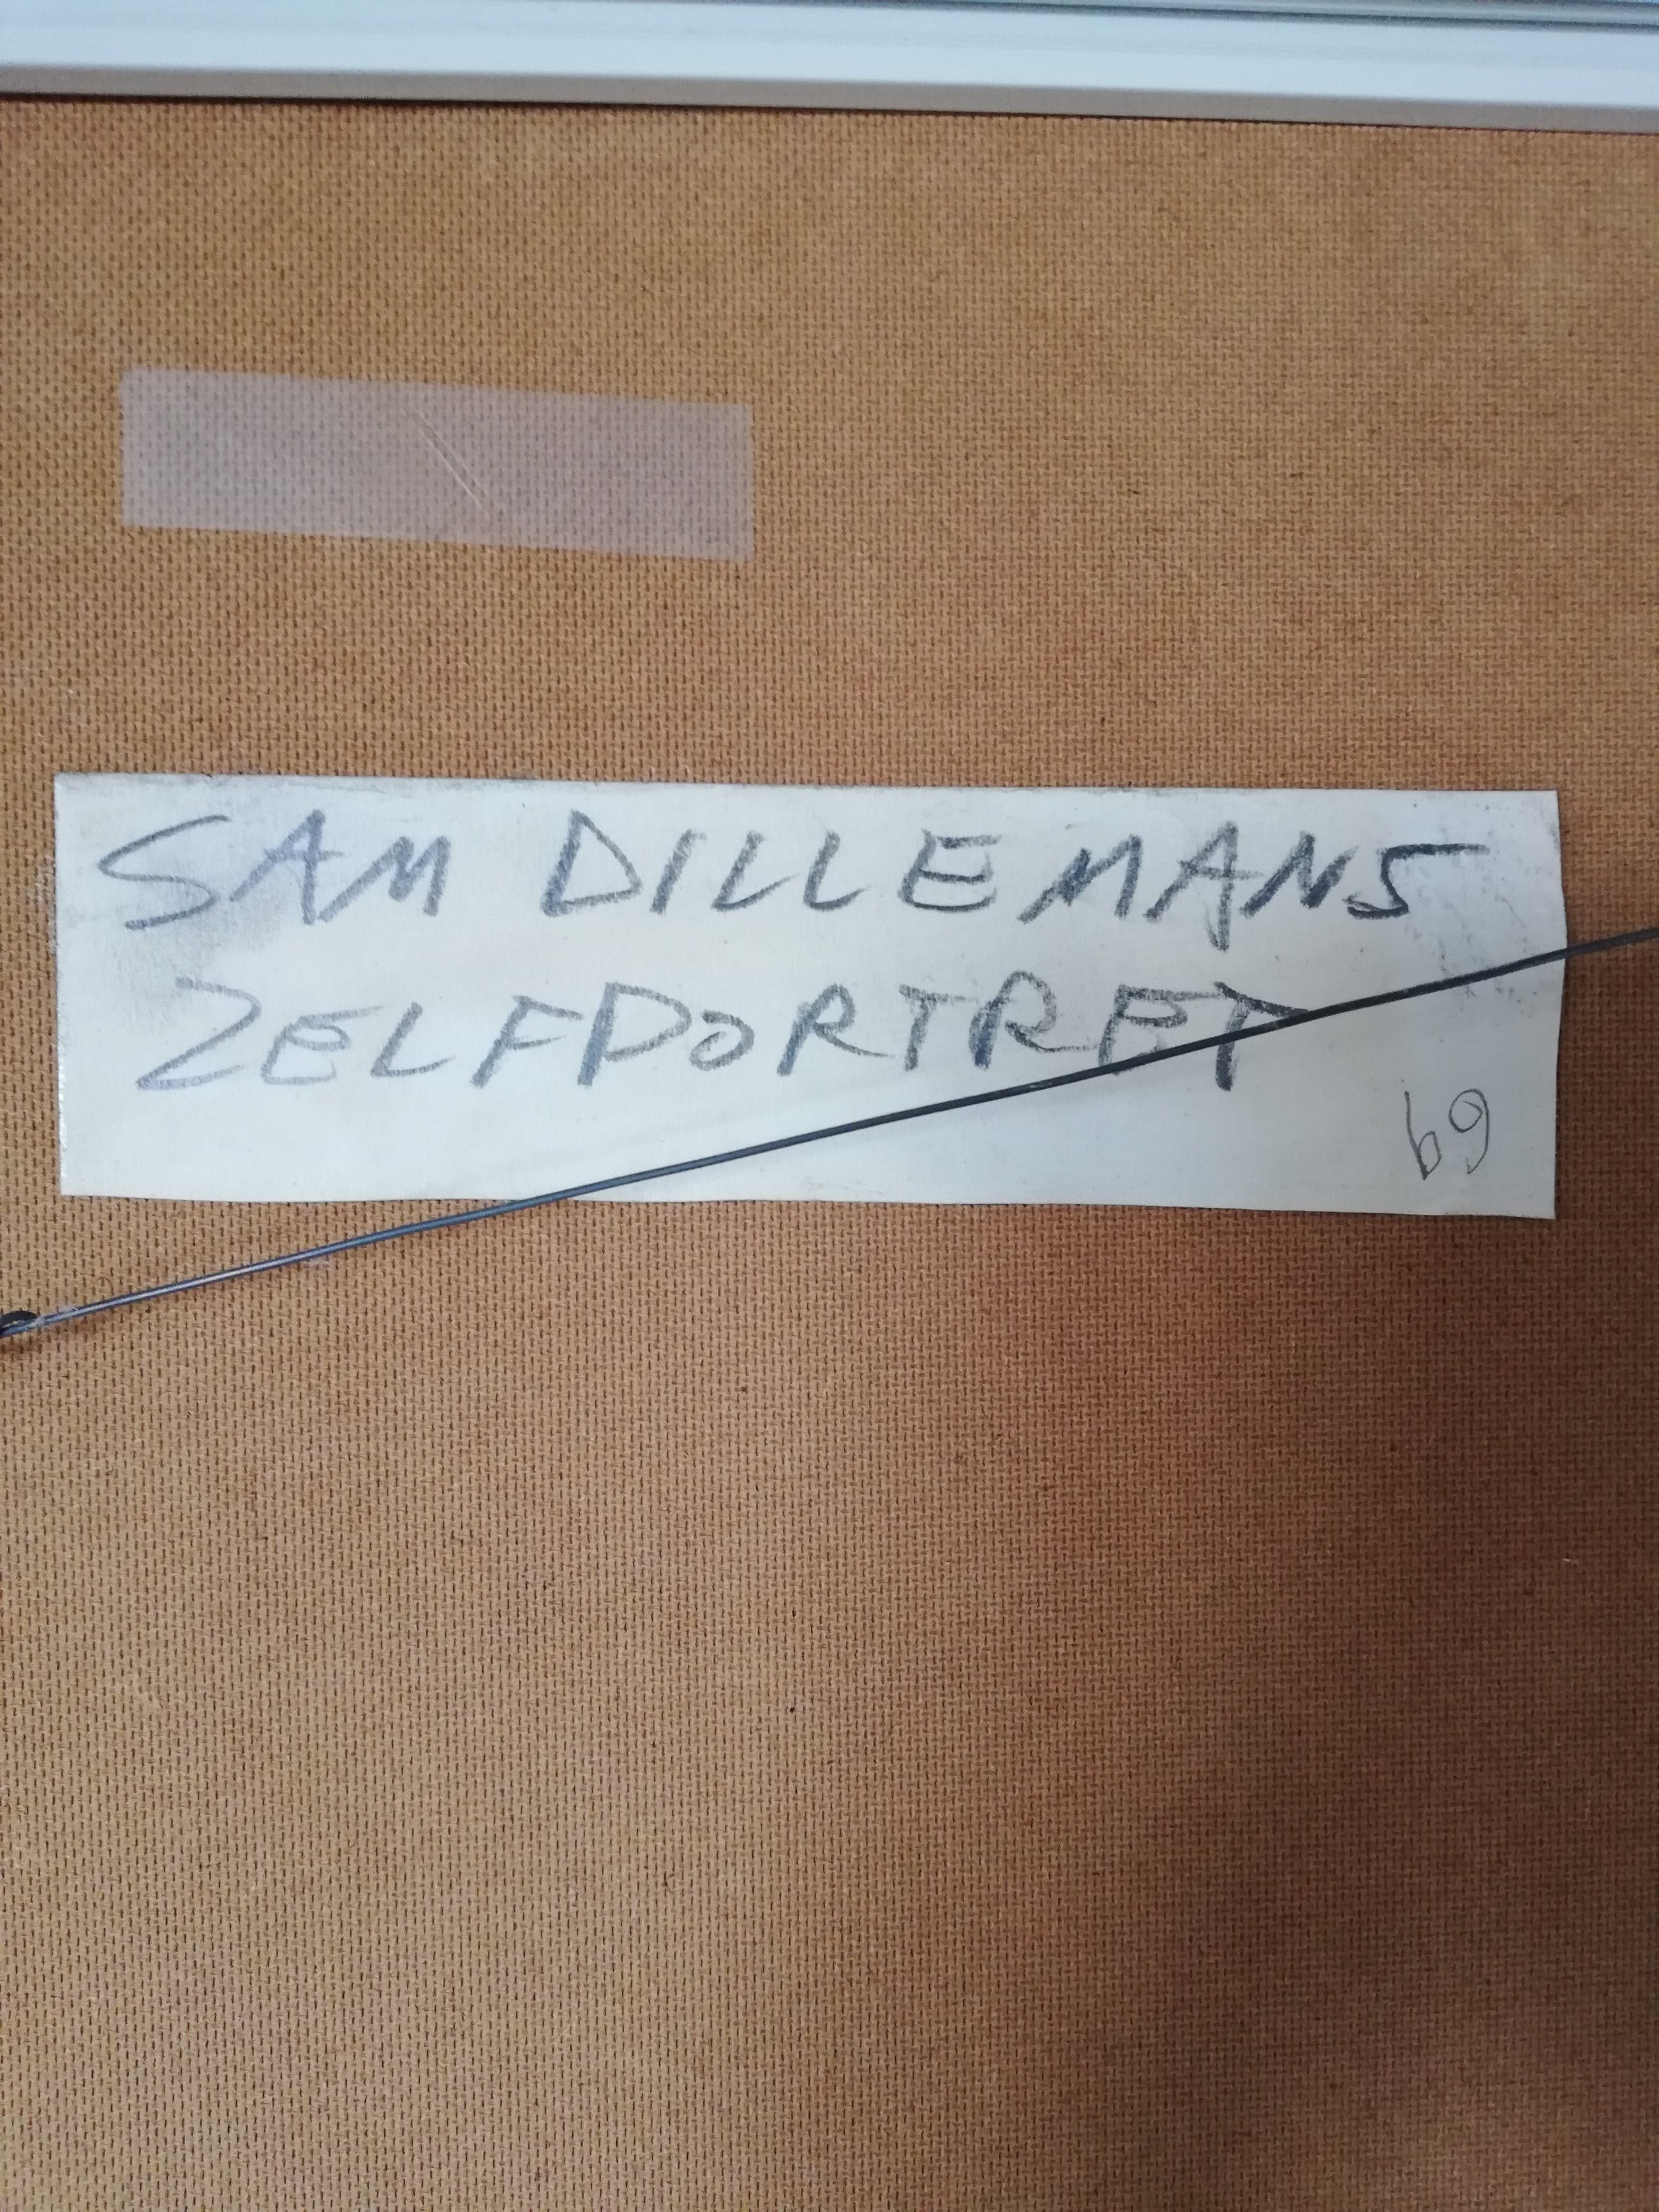 SAM DILLEMANS
ZELFPORTRET
69